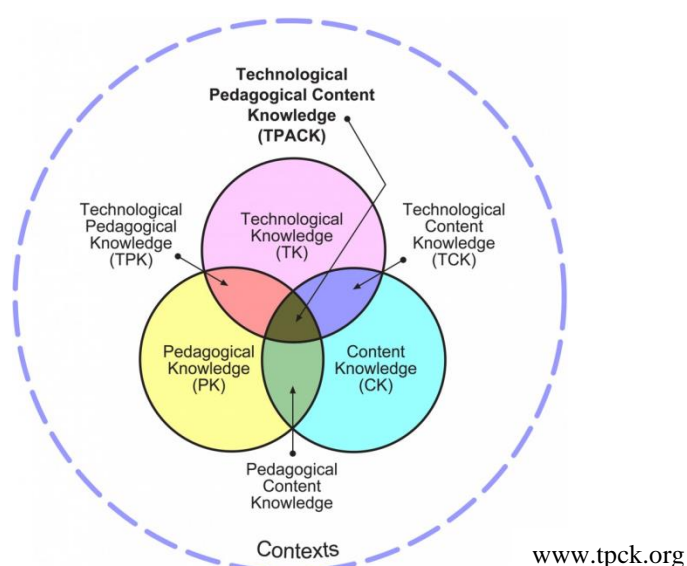 Technological
Pedagogical Content
Knowledge
(TPACK)
Technological
Pedagogical
Knowledge
(TPK)
Technological
Knowledge
(TK)
Technological
Content
Knowledge
(TCK)
Pedagogical
Knowledge
(PK)
Content
Knowledge
(CK)
Pedagogical
Content
Knowledge
Contexts
www.tpck.org